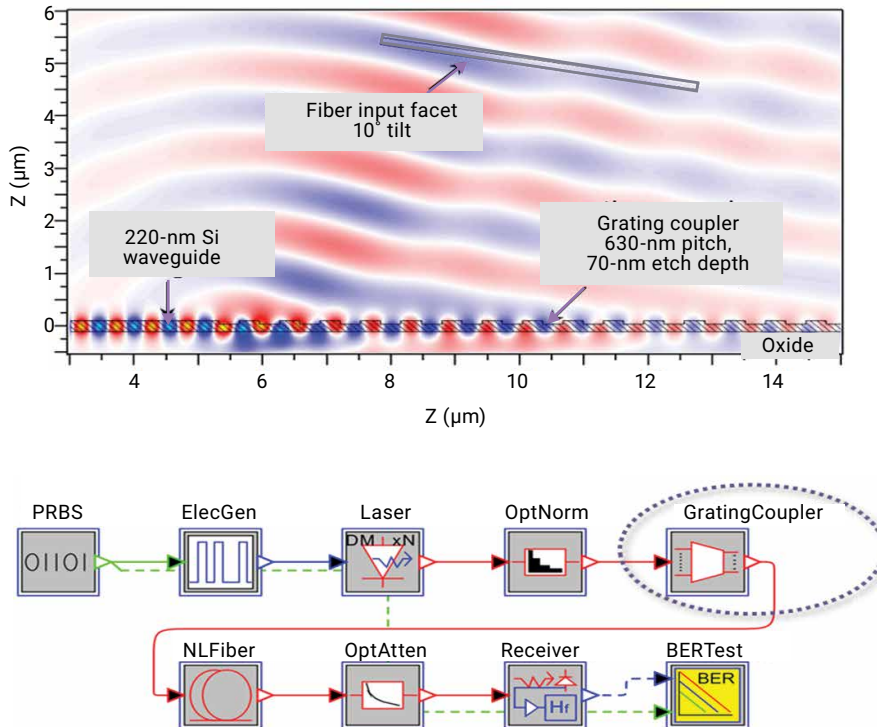 6
5
4
3
2
1
0
Z (µm)
Fiber input facet
10° tilt
220-nm Si
waveguide
Grating coupler
630-nm pitch,
70-nm etch depth
Oxide
4
6
8
10
12
14
Z (µm)
PRBS
ElecGen
Laser
OptNorm
GratingCoupler
01101
DM xN
NLFiber
OptAtten
Receiver
BERTest
Hf
BER